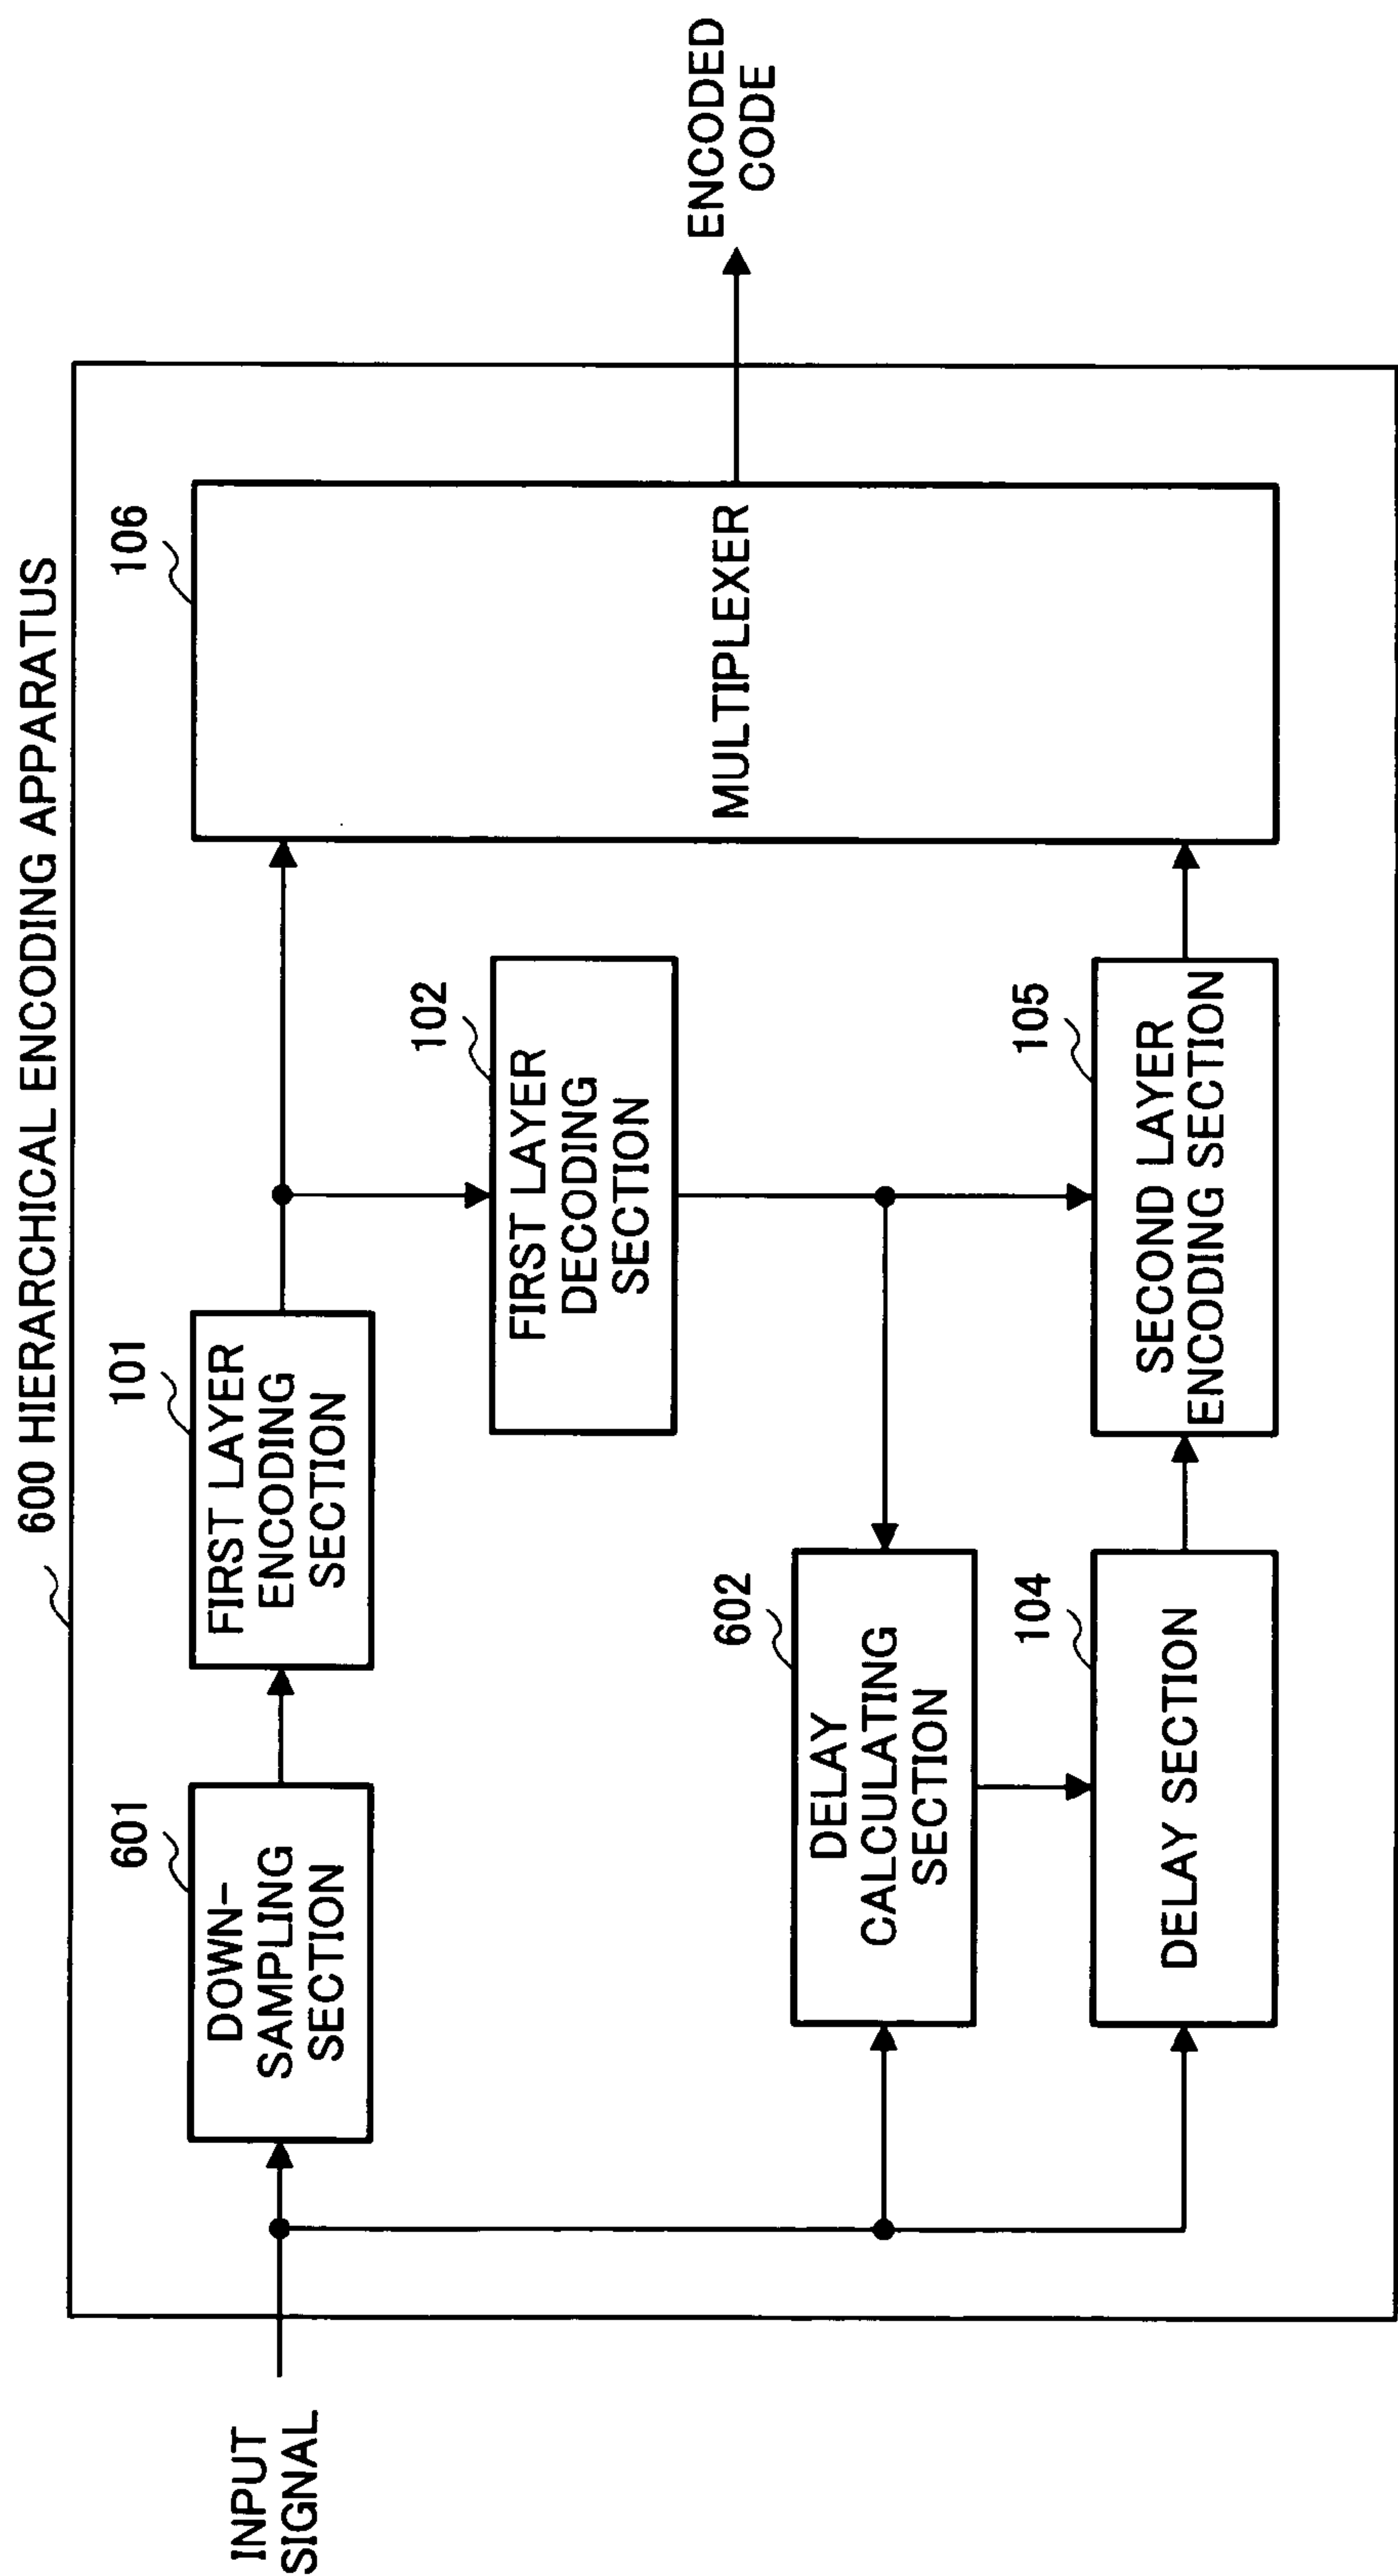 600 HIERARCHICAL ENCODING APPARATUS
INPUT
SIGNAL
601
DOWN-
SAMPLING
SECTION
101
FIRST LAYER
ENCODING
SECTION
102
FIRST LAYER
DECODING
SECTION
602
DELAY
CALCULATING
SECTION
104
DELAY SECTION
105
SECOND LAYER
ENCODING SECTION
106
MULTIPLEXER
ENCODED
CODE